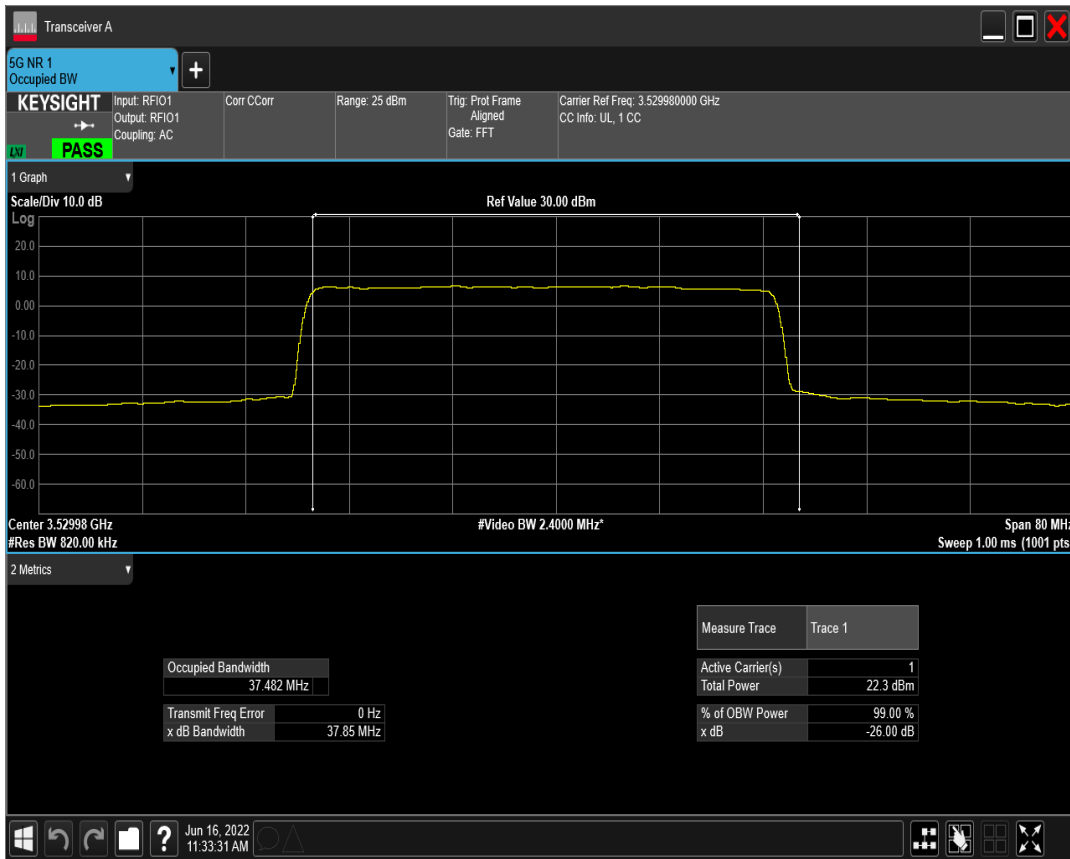 Transceiver A
5G NR 1
Occupied BW
KEYSIGHT
Input: RFIO1
Output: RFIO1
Coupling: AC
Corr CCorr
Range: 25 dBm
Trig: Prot Frame
Aligned
Gate: FFT
Carrier Ref Freq: 3.529980000 GHz
CC Info: UL, 1 CC
LXI
PASS
1 Graph
Scale/Div 10.0 dB
Ref Value 30.00 dBm
Log
20.0
10.0
0.00
-10.0
-20.0
-30.0
-40.0
-50.0
-60.0
Center 3.52998 GHz
#Video BW 2.4000 MHz*
Span 80 MHz
#Res BW 820.00 kHz
Sweep 1.00 ms (1001 pts
2 Metrics
Measure Trace Trace 1
Occupied Bandwidth
37.482 MHz
Active Carrier(s) 1
Total Power 22.3 dBm
Transmit Freq Error 0 Hz
x dB Bandwidth 37.85 MHz
% of OBW Power 99.00 %
x dB -26.00 dB
?
Jun 16, 2022
11:33:31 AM